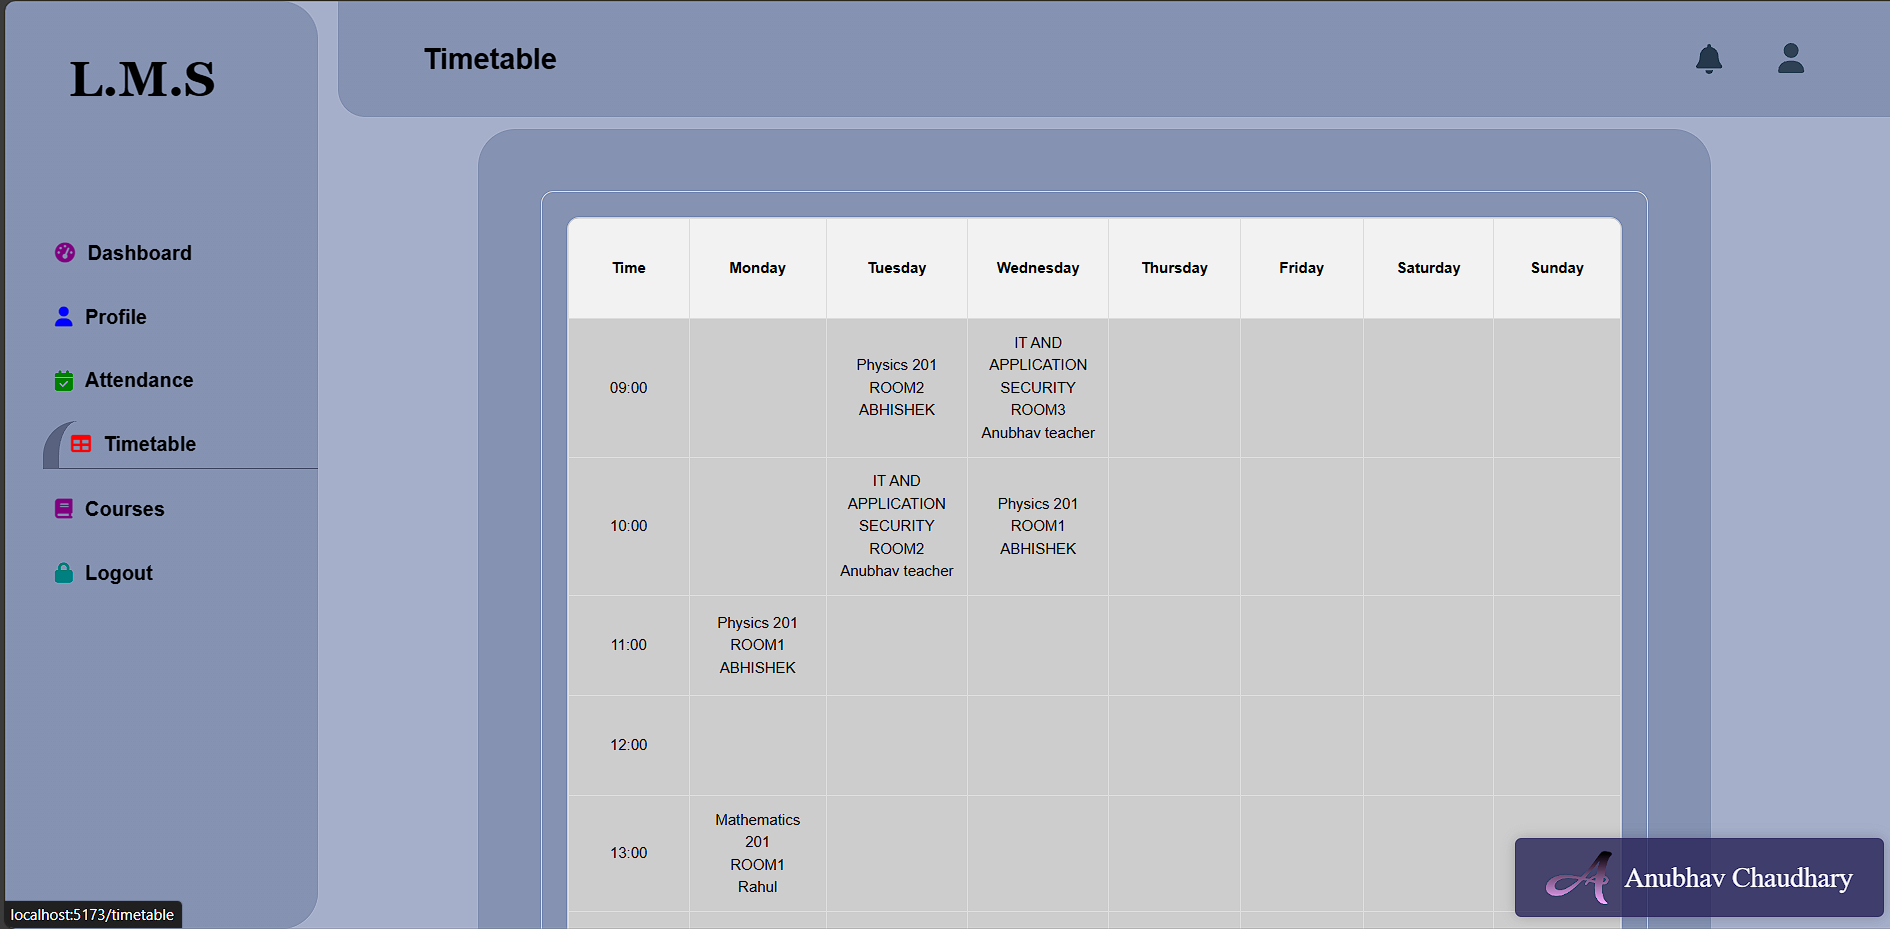 L.M.S
Timetable
Dashboard
Profile
Attendance
Timetable
Courses
Logout
Time Monday Tuesday Wednesday Thursday Friday Saturday Sunday
09:00
Physics 201
ROOM2
ABHISHEK
IT AND
APPLICATION
SECURITY
ROOM3
Anubhav teacher
10:00
IT AND
APPLICATION
SECURITY
ROOM2
Anubhav teacher
Physics 201
ROOM1
ABHISHEK
11:00
Physics 201
ROOM1
ABHISHEK
12:00
13:00
Mathematics
201
ROOM1
Rahul
Anubhav Chaudhary
localhost:5173/timetable